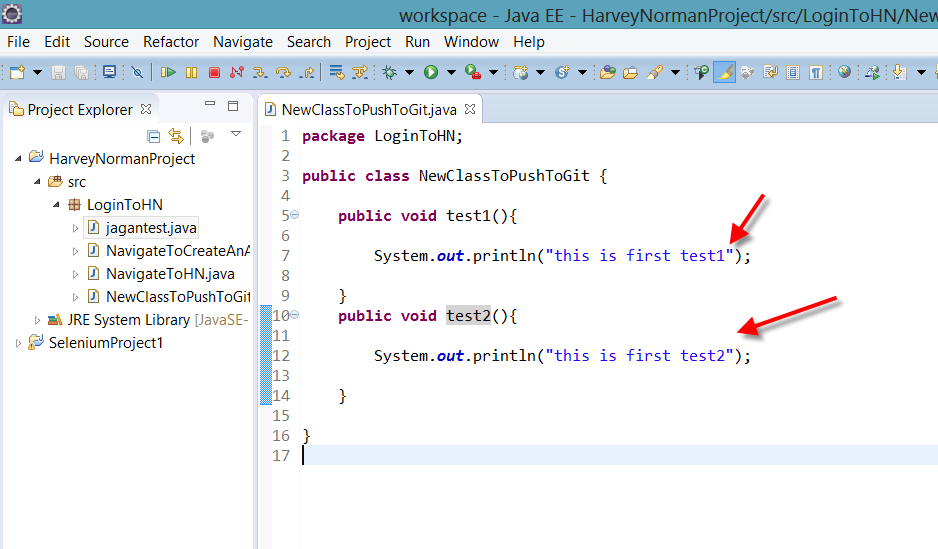 workspace - Java EE - HarveyNormanProject/src/LoginToHN/New
File Edit Source Refactor Navigate Search Project Run Window Help
Project Explorer
HarveyNormanProject
src
LoginToHN
jagantest.java
NavigateToCreateAnA
NavigateToHN.java
NewClassToPushToGit
JRE System Library [JavaSE-
SeleniumProject1
NewClassToPushToGit.java
1 package LoginToHN;
2
3 public class NewClassToPushToGit {
4
5 public void test1(){
6
7 System.out.println("this is first test1");
8
9 }
10 public void test2(){
11
12 System.out.println("this is first test2");
13
14 }
15
16 }
17